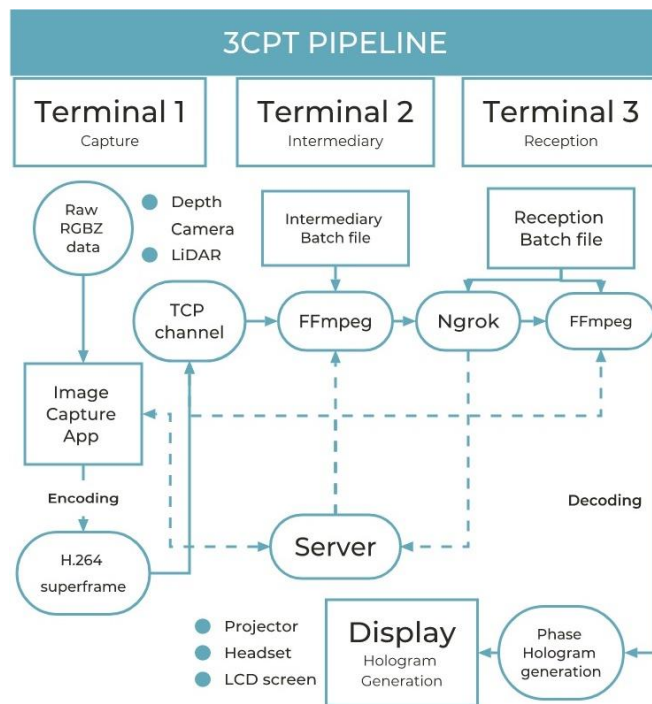 3CPT PIPELINE
Terminal 1
Capture
Terminal 2
Intermediary
Terminal 3
Reception
Raw
RGBZ
data
Depth
Camera
LiDAR
Intermediary
Batch file
Reception
Batch file
TCP
channel
FFmpeg
Ngrok
FFmpeg
Image
Capture
App
Encoding
Decoding
H.264
superframe
Server
Projector
Headset
LCD screen
Display
Hologram
Generation
Phase
Hologram
generation